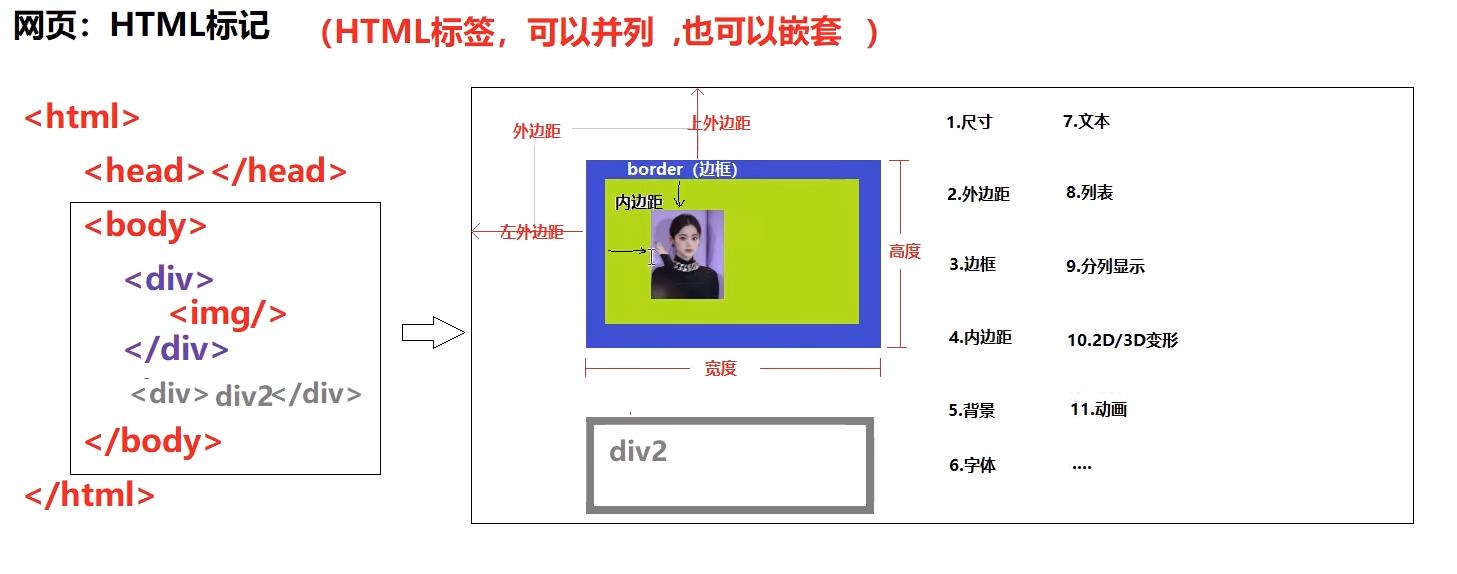 网页：HTML标记 （HTML标签，可以并列 ,也可以嵌套 ）
<html>
<head></head>
<body>
<div>
<img/>
</div>
<div> div2</div>
</body>
</html>
外边距
上外边距
左外边距
border（边框）
内边距
高度
宽度
div2
1.尺寸
2.外边距
3.边框
4.内边距
5.背景
6.字体
7.文本
8.列表
9.分列显示
10.2D/3D变形
11.动画
....